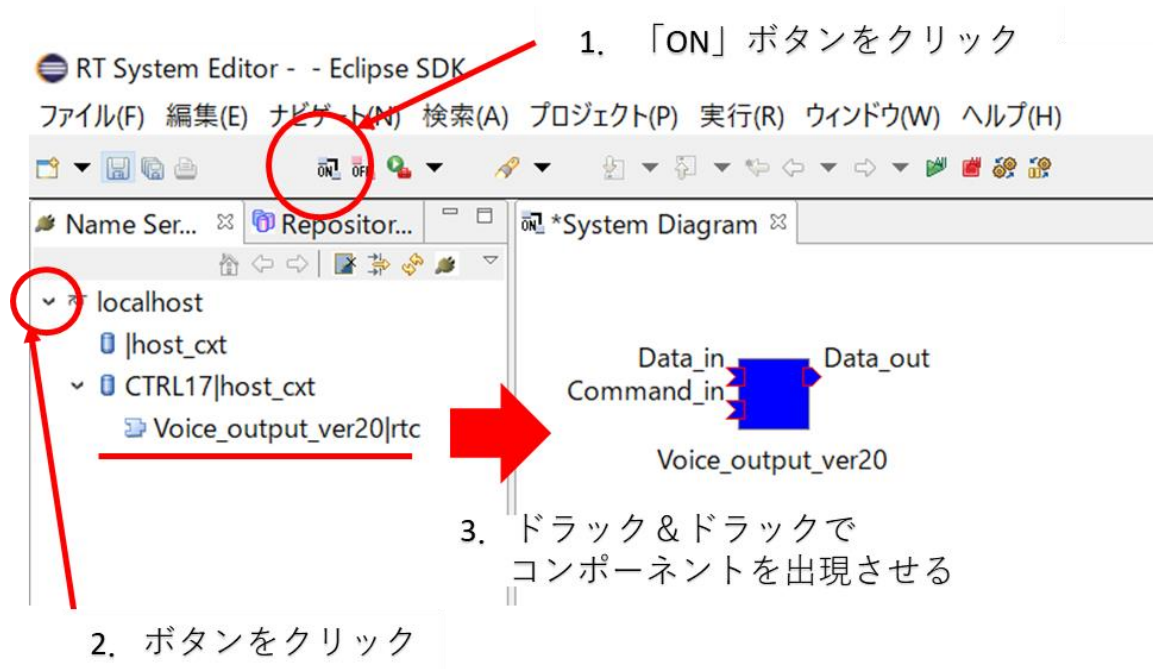 1. 「ON」ボタンをクリック
RT System Editor - - Eclipse SDK
ファイル(F) 編集(E) ナビゲート(N) 検索(A) プロジェクト(P) 実行(R) ウィンドウ(W) ヘルプ(H)
ON OFF
Name Ser... Repositor... ON *System Diagram
localhost
|host_cxt
CTRL17|host_cxt
Voice_output_ver20|rtc
Data_in Data_out
Command_in
Voice_output_ver20
3. ドラック＆ドラックで
コンポーネントを出現させる
2. ボタンをクリック